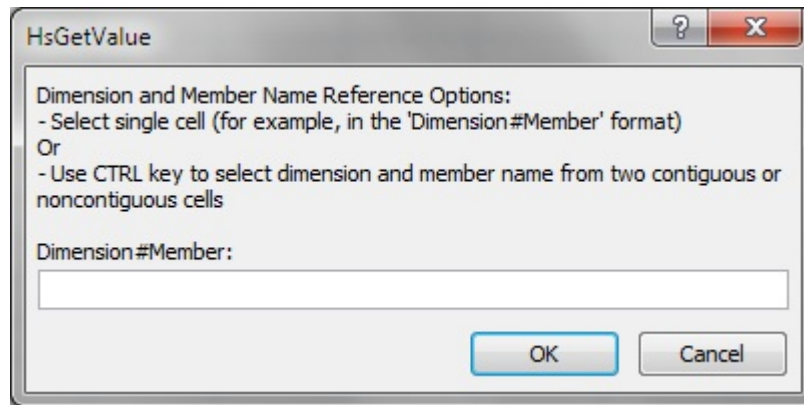 HsGetValue
Dimension and Member Name Reference Options:
- Select single cell (for example, in the 'Dimension#Member' format)
Or
- Use CTRL key to select dimension and member name from two contiguous or
noncontiguous cells
Dimension#Member:
OK Cancel